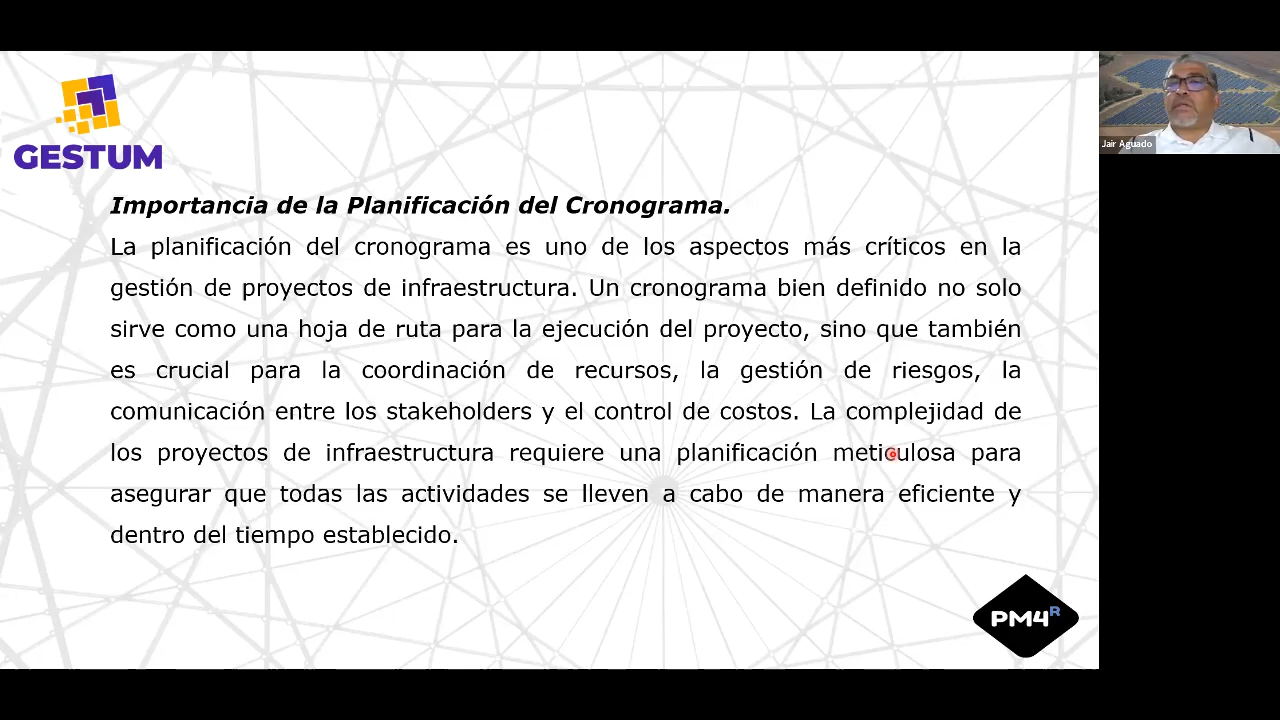 GESTUM
Jair Aguado
Importancia de la Planificación del Cronograma.
La planificación del cronograma es uno de los aspectos más críticos en la
gestión de proyectos de infraestructura. Un cronograma bien definido no solo
sirve como una hoja de ruta para la ejecución del proyecto, sino que también
es crucial para la coordinación de recursos, la gestión de riesgos, la
comunicación entre los stakeholders y el control de costos. La complejidad de
los proyectos de infraestructura requiere una planificación meticulosa para
asegurar que todas las actividades se lleven a cabo de manera eficiente y
dentro del tiempo establecido.
PM4R